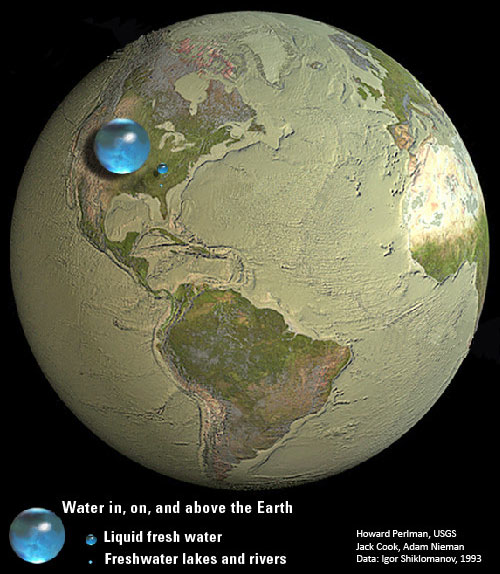 Water in, on, and above the Earth
Liquid fresh water
Freshwater lakes and rivers
Howard Perlman, USGS
Jack Cook, Adam Nieman
Data: Igor Shiklomanov, 1993